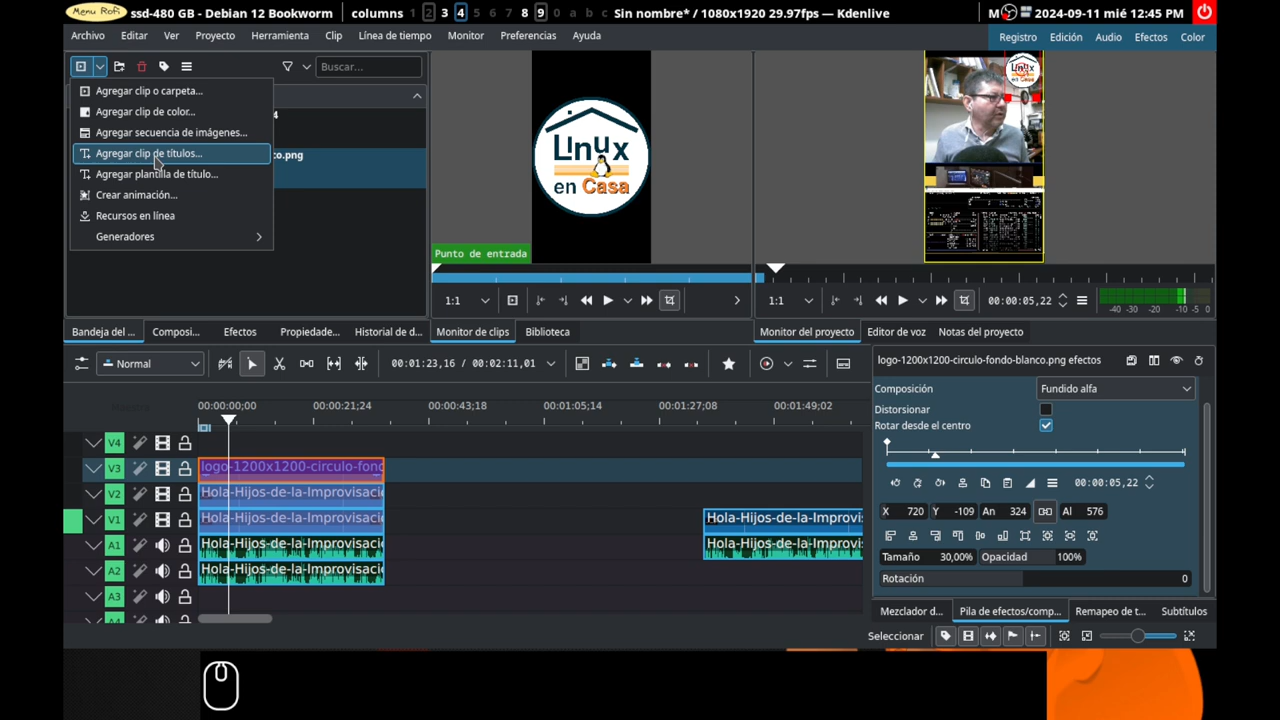 Menu Rofi ssd-480 GB - Debian 12 Bookworm columns 1 2 3 4 5 6 7 8 9 0 a b c Sin nombre* / 1080x1920 29.97fps — Kdenlive M 2024-09-11 mié 12:45 PM
Archivo Editar Ver Proyecto Herramienta Clip Línea de tiempo Monitor Preferencias Ayuda Registro Edición Audio Efectos Color
Buscar...
Agregar clip o carpeta...
Agregar clip de color...
4
Agregar secuencia de imágenes...
Agregar clip de títulos...
co.png
Agregar plantilla de título...
Crear animación...
Recursos en línea
Generadores
Linux
en Casa
Punto de entrada
1:1
1:1 00:00:05,22 -40 -30 -20 -10 -5 0
Bandeja del ... Composi... Efectos Propiedade... Historial de d... Monitor de clips Biblioteca Monitor del proyecto Editor de voz Notas del proyecto
Normal 00:01:23,16 / 00:02:11,01
logo-1200x1200-circulo-fondo-blanco.png efectos
Composición Fundido alfa
Distorsionar
Rotar desde el centro
00:00:05,22
X 720 Y -109 An 324 Al 576
Tamaño 30,00% Opacidad 100%
Rotación 0
Maestro 00:00:00;00 00:00:21;24 00:00:43;18 00:01:05;14 00:01:27;08 00:01:49;02
V4
V3 logo-1200x1200-circulo-fond
V2 Hola-Hijos-de-la-Improvisaci
V1 Hola-Hijos-de-la-Improvisaci Hola-Hijos-de-la-Improvis
A1 Hola-Hijos-de-la-Improvisaci Hola-Hijos-de-la-Improvis
A2 Hola-Hijos-de-la-Improvisaci
A3
A4
Mezclador d... Pila de efectos/comp... Remapeo de t... Subtítulos
Seleccionar